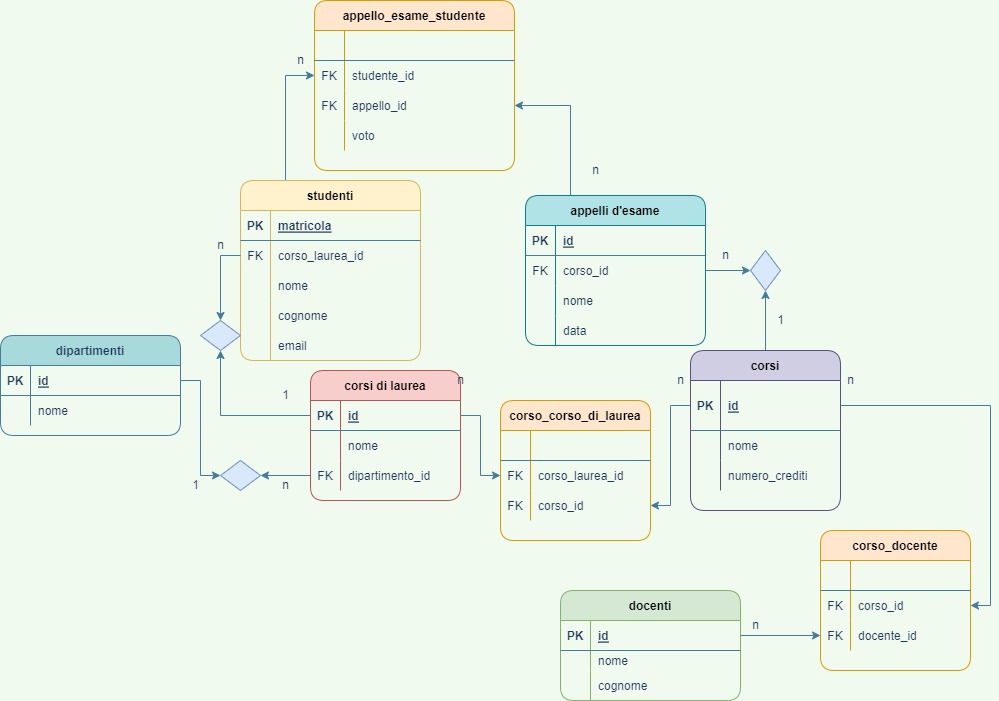 appello_esame_studente
n
FK studente_id
FK appello_id
voto
n
studenti
PK matricola
n
FK corso_laurea_id
nome
cognome
email
appelli d'esame
PK id
FK corso_id
nome
data
n
1
dipartimenti
PK id
nome
1
n
corsi di laurea
PK id
nome
FK dipartimento_id
1
n
corso_corso_di_laurea
FK corso_laurea_id
FK corso_id
n
corsi
n
PK id
nome
numero_crediti
corso_docente
FK corso_id
FK docente_id
docenti
PK id
nome
cognome
n